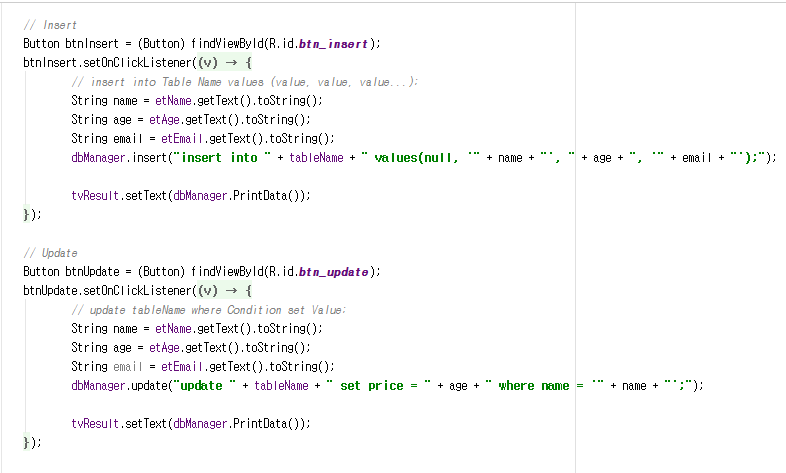 // Insert
Button btnInsert = (Button) findViewById(R.id.btn_insert);
btnInsert.setOnClickListener((v) → {
// insert into Table Name values (value, value, value...);
String name = etName.getText().toString();
String age = etAge.getText().toString();
String email = etEmail.getText().toString();
dbManager.insert("insert into " + tableName + " values(null, '" + name + "', " + age + ", '" + email + "');");
tvResult.setText(dbManager.PrintData());
});
// Update
Button btnUpdate = (Button) findViewById(R.id.btn_update);
btnUpdate.setOnClickListener((v) → {
// update tableName where Condition set Value;
String name = etName.getText().toString();
String age = etAge.getText().toString();
String email = etEmail.getText().toString();
dbManager.update("update " + tableName + " set price = " + age + " where name = '" + name + "';");
tvResult.setText(dbManager.PrintData());
});